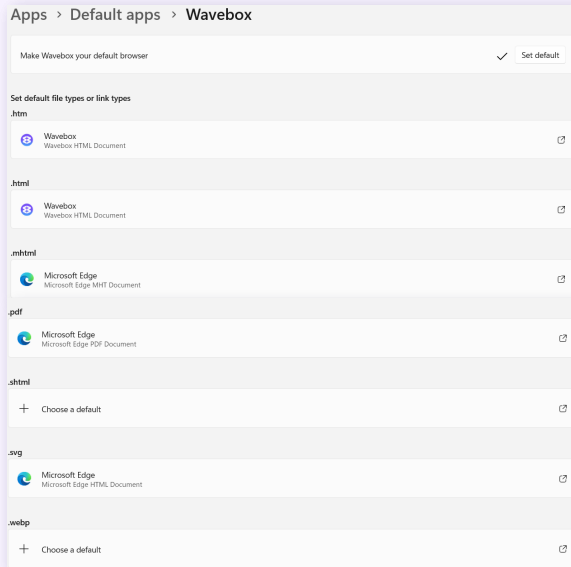 Apps > Default apps > Wavebox
Make Wavebox your default browser
Set default
Set default file types or link types
.htm
Wavebox
Wavebox HTML Document
.html
Wavebox
Wavebox HTML Document
.mhtml
Microsoft Edge
Microsoft Edge MHT Document
.pdf
Microsoft Edge
Microsoft Edge PDF Document
.shtml
Choose a default
.svg
Microsoft Edge
Microsoft Edge HTML Document
.webp
Choose a default